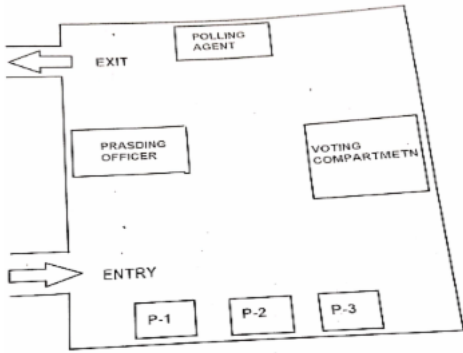 POLLING
AGENT
EXIT
PRASDING
OFFICER
VOTING
COMPARTMETN
ENTRY
P-1
P-2
P-3